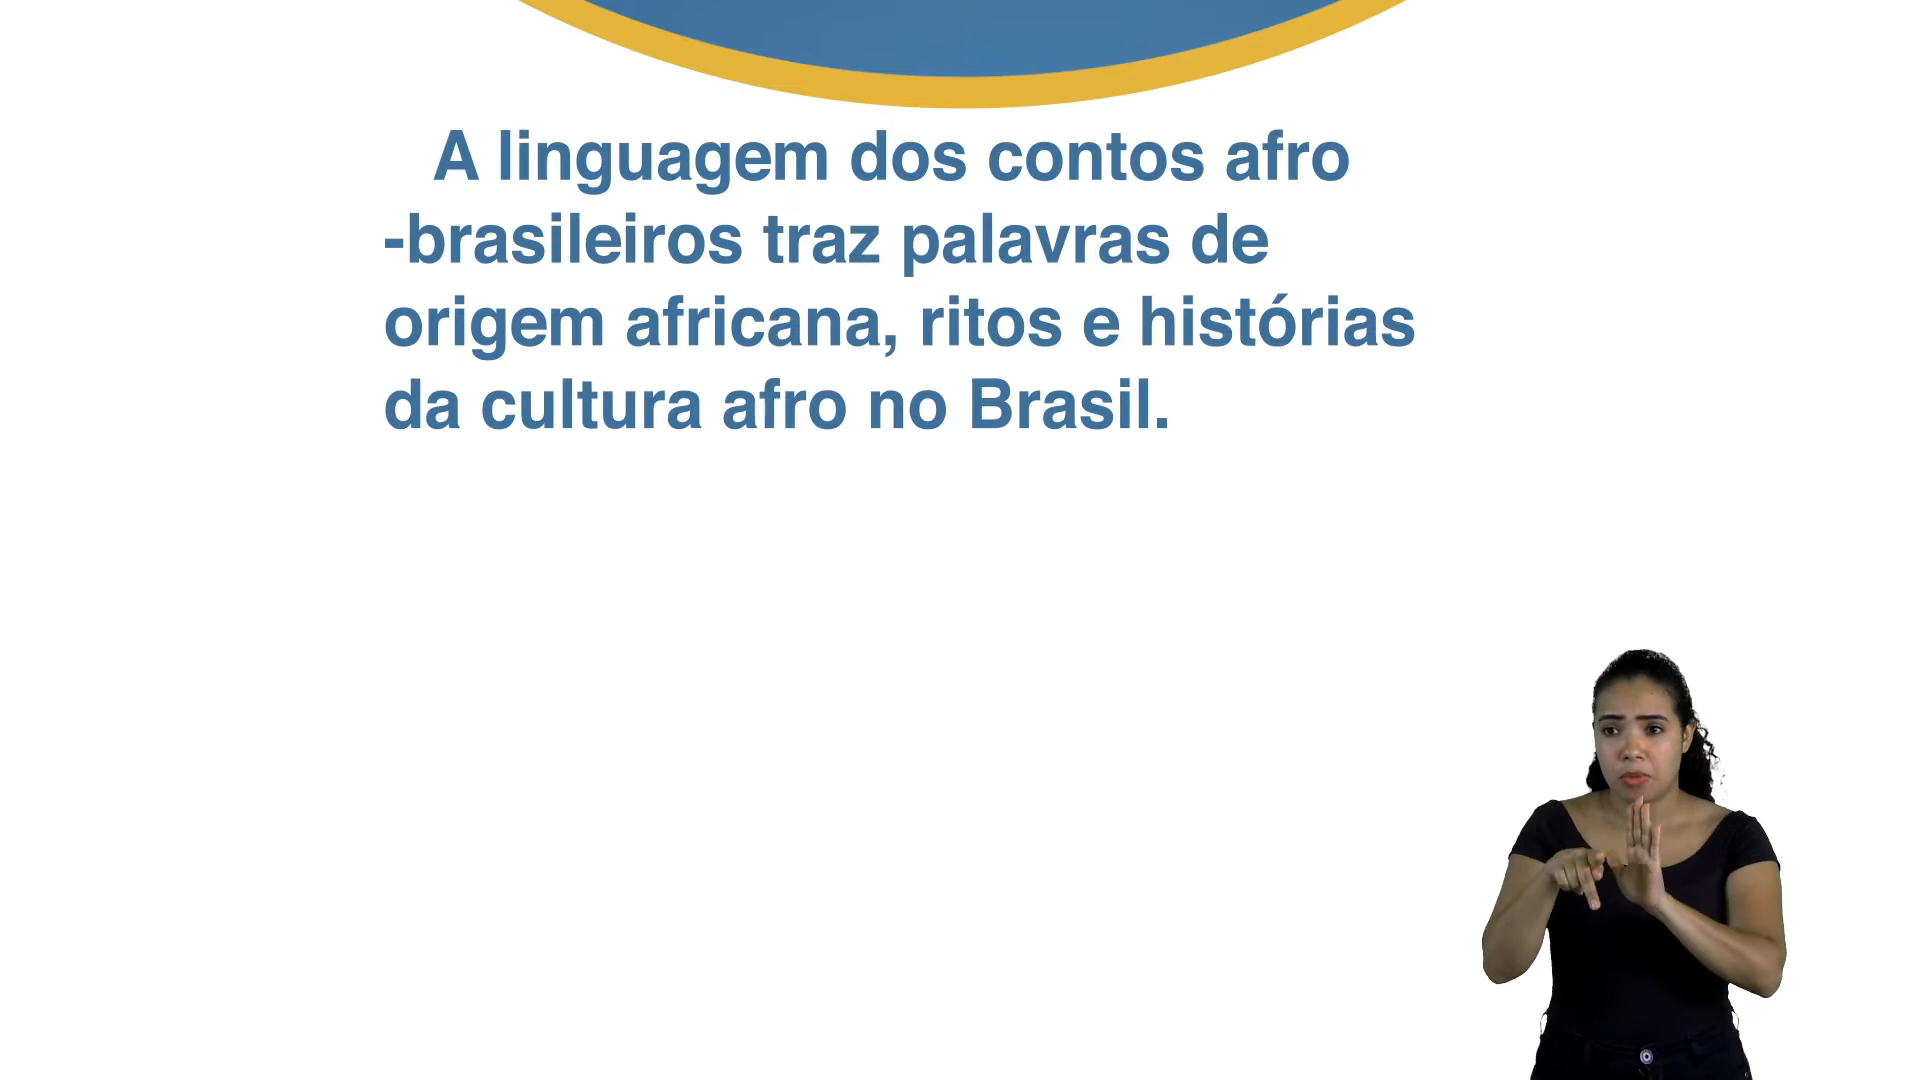 A linguagem dos contos afro
-brasileiros traz palavras de
origem africana, ritos e histórias
da cultura afro no Brasil.